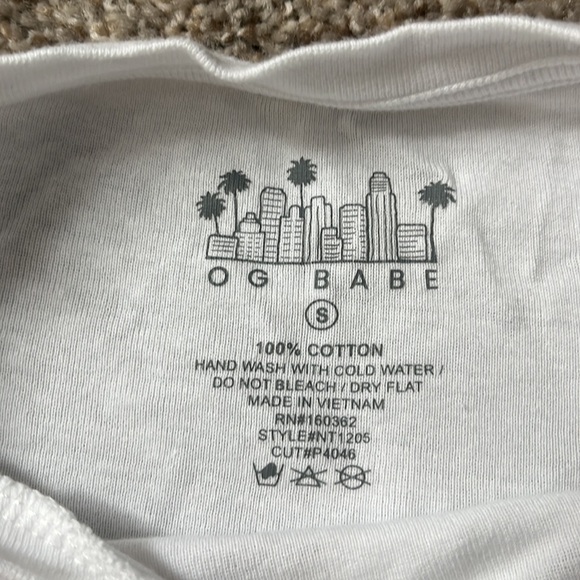 OG BABE
S
100% COTTON
HAND WASH WITH COLD WATER /
DO NOT BLEACH / DRY FLAT
MADE IN VIETNAM
RN#160362
STYLE#NT1205
CUT#P4046